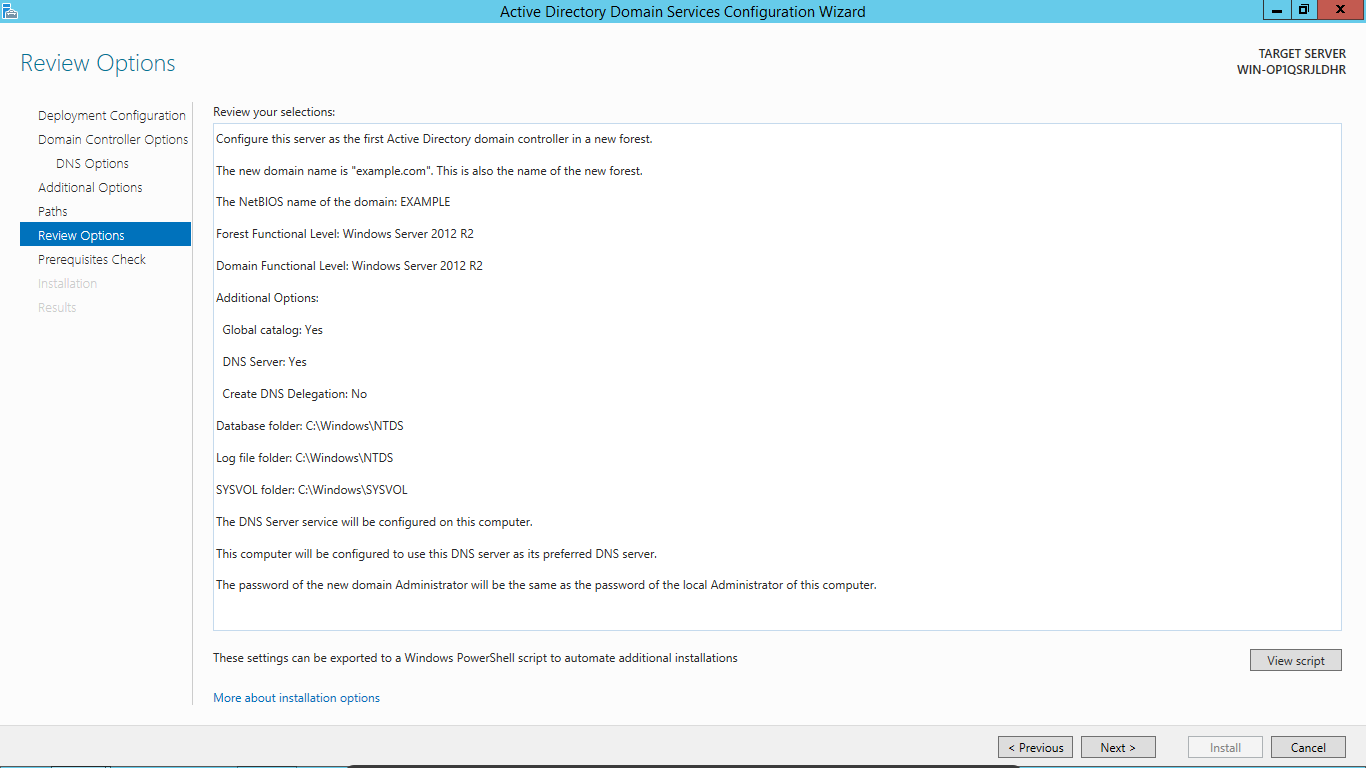 Active Directory Domain Services Configuration Wizard
Review Options
TARGET SERVER
WIN-OP1QSRJLDHR
Deployment Configuration
Domain Controller Options
DNS Options
Additional Options
Paths
Review Options
Prerequisites Check
Installation
Results
Review your selections:
Configure this server as the first Active Directory domain controller in a new forest.
The new domain name is "example.com". This is also the name of the new forest.
The NetBIOS name of the domain: EXAMPLE
Forest Functional Level: Windows Server 2012 R2
Domain Functional Level: Windows Server 2012 R2
Additional Options:
Global catalog: Yes
DNS Server: Yes
Create DNS Delegation: No
Database folder: C:\Windows\NTDS
Log file folder: C:\Windows\NTDS
SYSVOL folder: C:\Windows\SYSVOL
The DNS Server service will be configured on this computer.
This computer will be configured to use this DNS server as its preferred DNS server.
The password of the new domain Administrator will be the same as the password of the local Administrator of this computer.
These settings can be exported to a Windows PowerShell script to automate additional installations
View script
More about installation options
< Previous
Next >
Install
Cancel